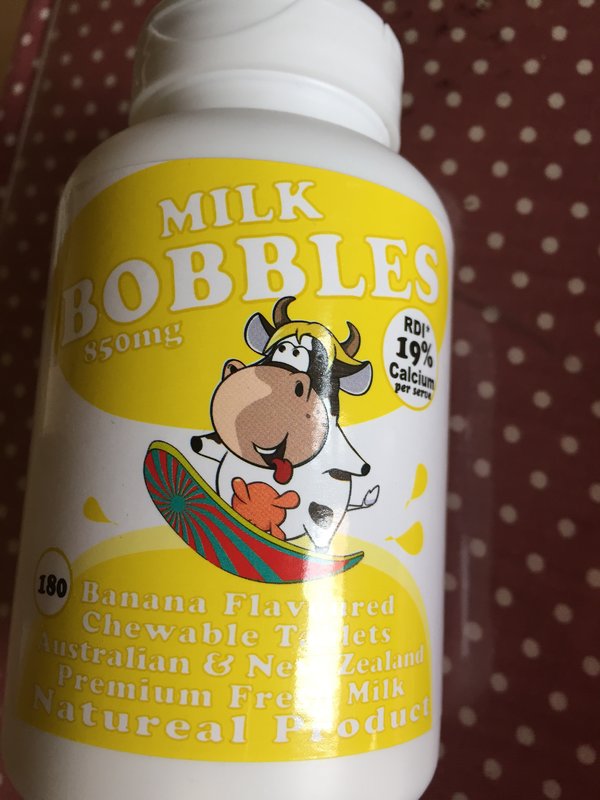 MILK
BOBBLES
850mg
RDI*
19%
Calcium
per serve
180
Banana Flavoured
Chewable Tablets
Australian & New Zealand
Premium Fresh Milk
Natureal Product